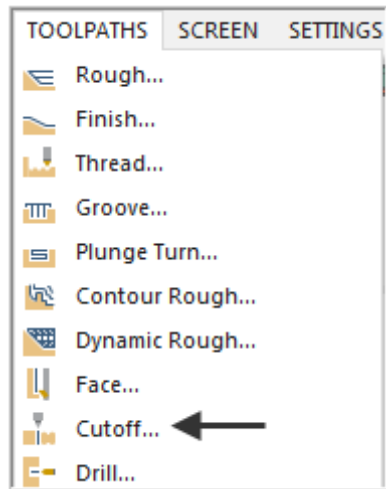 TOOLPATHS SCREEN SETTINGS
Rough...
Finish...
Thread...
Groove...
Plunge Turn...
Contour Rough...
Dynamic Rough...
Face...
Cutoff...
Drill...